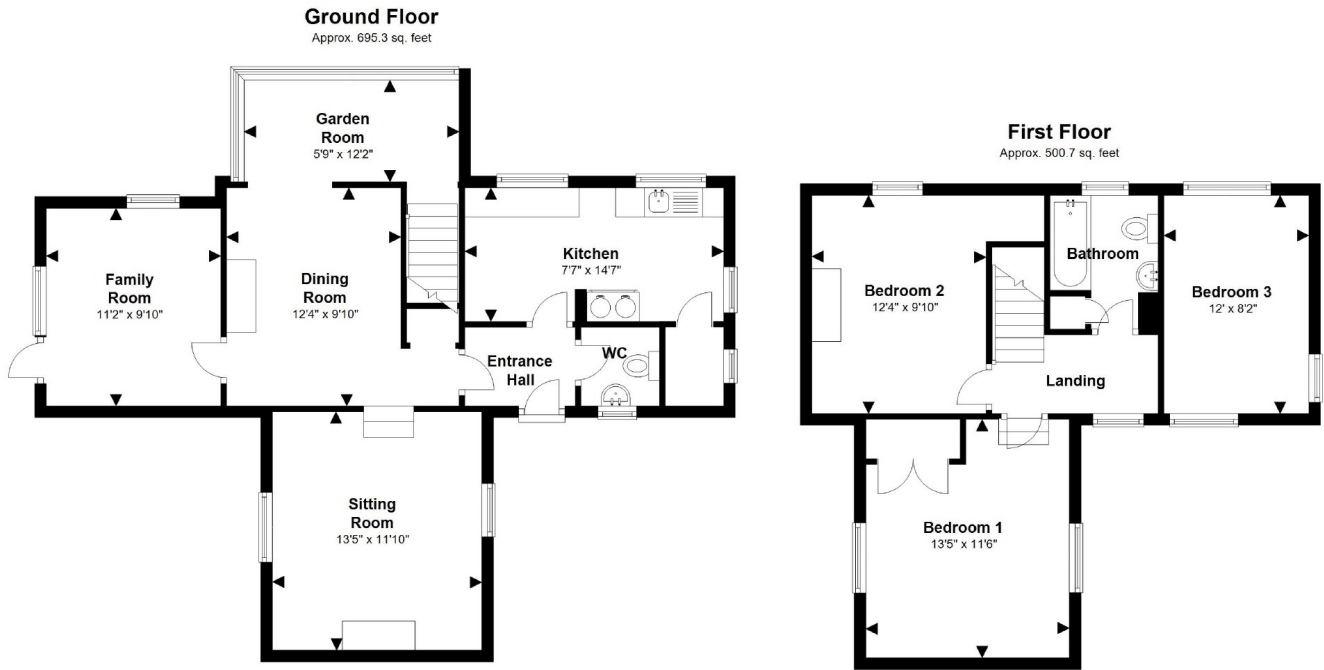 Ground Floor
Approx. 695.3 sq. feet
Garden
Room
5'9" x 12'2"
Family
Room
11'2" x 9'10"
Dining
Room
12'4" x 9'10"
Kitchen
7'7" x 14'7"
Entrance
Hall
WC
Sitting
Room
13'5" x 11'10"
First Floor
Approx. 500.7 sq. feet
Bedroom 2
12'4" x 9'10"
Bathroom
Bedroom 3
12' x 8'2"
Landing
Bedroom 1
13'5" x 11'6"